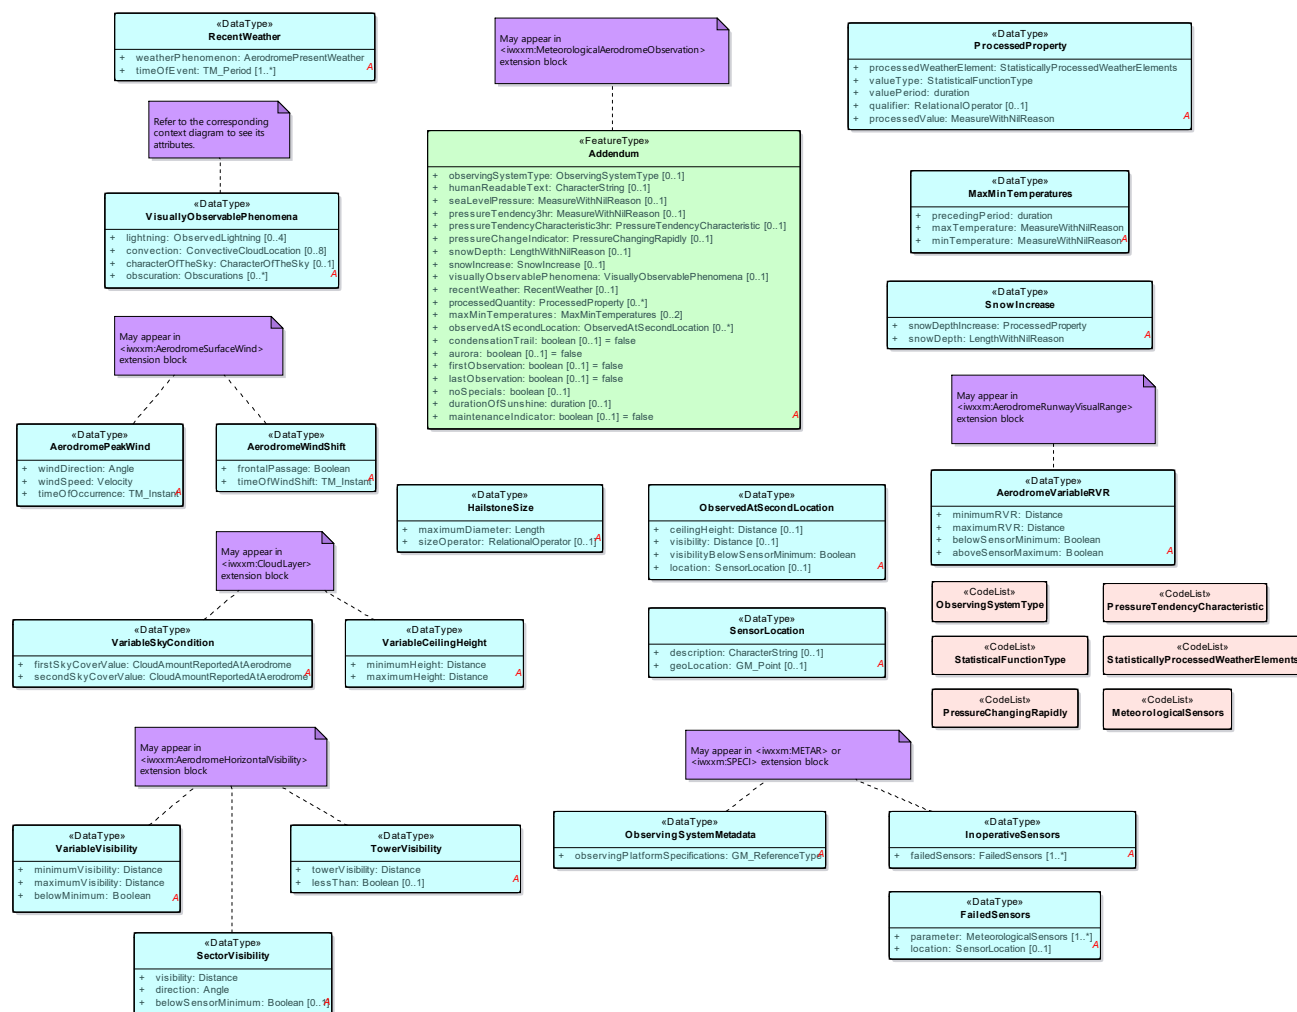 «DataType»
RecentWeather
+ weatherPhenomenon: AerodromePresentWeather
+ timeOfEvent: TM_Period [1..*]
A
May appear in
<iwxxm:MeteorologicalAerodromeObservation>
extension block
«DataType»
ProcessedProperty
+ processedWeatherElement: StatisticallyProcessedWeatherElements
+ valueType: StatisticalFunctionType
+ valuePeriod: duration
+ qualifier: RelationalOperator [0..1]
+ processedValue: MeasureWithNilReason
A
Refer to the corresponding
context diagram to see its
attributes.
«FeatureType»
Addendum
+ observingSystemType: ObservingSystemType [0..1]
+ humanReadableText: CharacterString [0..1]
+ seaLevelPressure: MeasureWithNilReason [0..1]
+ pressureTendency3hr: MeasureWithNilReason [0..1]
+ pressureTendencyCharacteristic3hr: PressureTendencyCharacteristic [0..1]
+ pressureChangeIndicator: PressureChangingRapidly [0..1]
+ snowDepth: LengthWithNilReason [0..1]
+ snowIncrease: SnowIncrease [0..1]
+ visuallyObservablePhenomena: VisuallyObservablePhenomena [0..1]
+ recentWeather: RecentWeather [0..1]
+ processedQuantity: ProcessedProperty [0..*]
+ maxMinTemperatures: MaxMinTemperatures [0..2]
+ observedAtSecondLocation: ObservedAtSecondLocation [0..*]
+ condensationTrail: boolean [0..1] = false
+ aurora: boolean [0..1] = false
+ firstObservation: boolean [0..1] = false
+ lastObservation: boolean [0..1] = false
+ noSpecials: boolean [0..1]
+ durationOfSunshine: duration [0..1]
+ maintenanceIndicator: boolean [0..1] = false
A
«DataType»
MaxMinTemperatures
+ precedingPeriod: duration
+ maxTemperature: MeasureWithNilReason
+ minTemperature: MeasureWithNilReason
A
«DataType»
VisuallyObservablePhenomena
+ lightning: ObservedLightning [0..4]
+ convection: ConvectiveCloudLocation [0..8]
+ characterOfTheSky: CharacterOfTheSky [0..1]
+ obscuration: Obscurations [0..*]
A
«DataType»
SnowIncrease
+ snowDepthIncrease: ProcessedProperty
+ snowDepth: LengthWithNilReason
A
May appear in
<iwxxm:AerodromeSurfaceWind>
extension block
May appear in
<iwxxm:AerodromeRunwayVisualRange>
extension block
«DataType»
AerodromePeakWind
+ windDirection: Angle
+ windSpeed: Velocity
+ timeOfOccurrence: TM_Instant
A
«DataType»
AerodromeWindShift
+ frontalPassage: Boolean
+ timeOfWindShift: TM_Instant
A
«DataType»
HailstoneSize
+ maximumDiameter: Length
+ sizeOperator: RelationalOperator [0..1]
A
«DataType»
ObservedAtSecondLocation
+ ceilingHeight: Distance [0..1]
+ visibility: Distance [0..1]
+ visibilityBelowSensorMinimum: Boolean
+ location: SensorLocation [0..1]
A
«DataType»
AerodromeVariableRVR
+ minimumRVR: Distance
+ maximumRVR: Distance
+ belowSensorMinimum: Boolean
+ aboveSensorMaximum: Boolean
A
May appear in
<iwxxm:CloudLayer>
extension block
«CodeList»
ObservingSystemType
«CodeList»
PressureTendencyCharacteristic
«DataType»
VariableSkyCondition
+ firstSkyCoverValue: CloudAmountReportedAtAerodrome
+ secondSkyCoverValue: CloudAmountReportedAtAerodrome
A
«DataType»
VariableCeilingHeight
+ minimumHeight: Distance
+ maximumHeight: Distance
A
«DataType»
SensorLocation
+ description: CharacterString [0..1]
+ geoLocation: GM_Point [0..1]
A
«CodeList»
StatisticalFunctionType
«CodeList»
StatisticallyProcessedWeatherElements
«CodeList»
PressureChangingRapidly
«CodeList»
MeteorologicalSensors
May appear in
<iwxxm:AerodromeHorizontalVisibility>
extension block
May appear in <iwxxm:METAR> or
<iwxxm:SPECI> extension block
«DataType»
VariableVisibility
+ minimumVisibility: Distance
+ maximumVisibility: Distance
+ belowMinimum: Boolean
A
«DataType»
TowerVisibility
+ towerVisibility: Distance
+ lessThan: Boolean [0..1]
A
«DataType»
ObservingSystemMetadata
+ observingPlatformSpecifications: GM_ReferenceType
A
«DataType»
InoperativeSensors
+ failedSensors: FailedSensors [1..*]
A
«DataType»
FailedSensors
+ parameter: MeteorologicalSensors [1..*]
+ location: SensorLocation [0..1]
A
«DataType»
SectorVisibility
+ visibility: Distance
+ direction: Angle
+ belowSensorMinimum: Boolean [0..1]
A